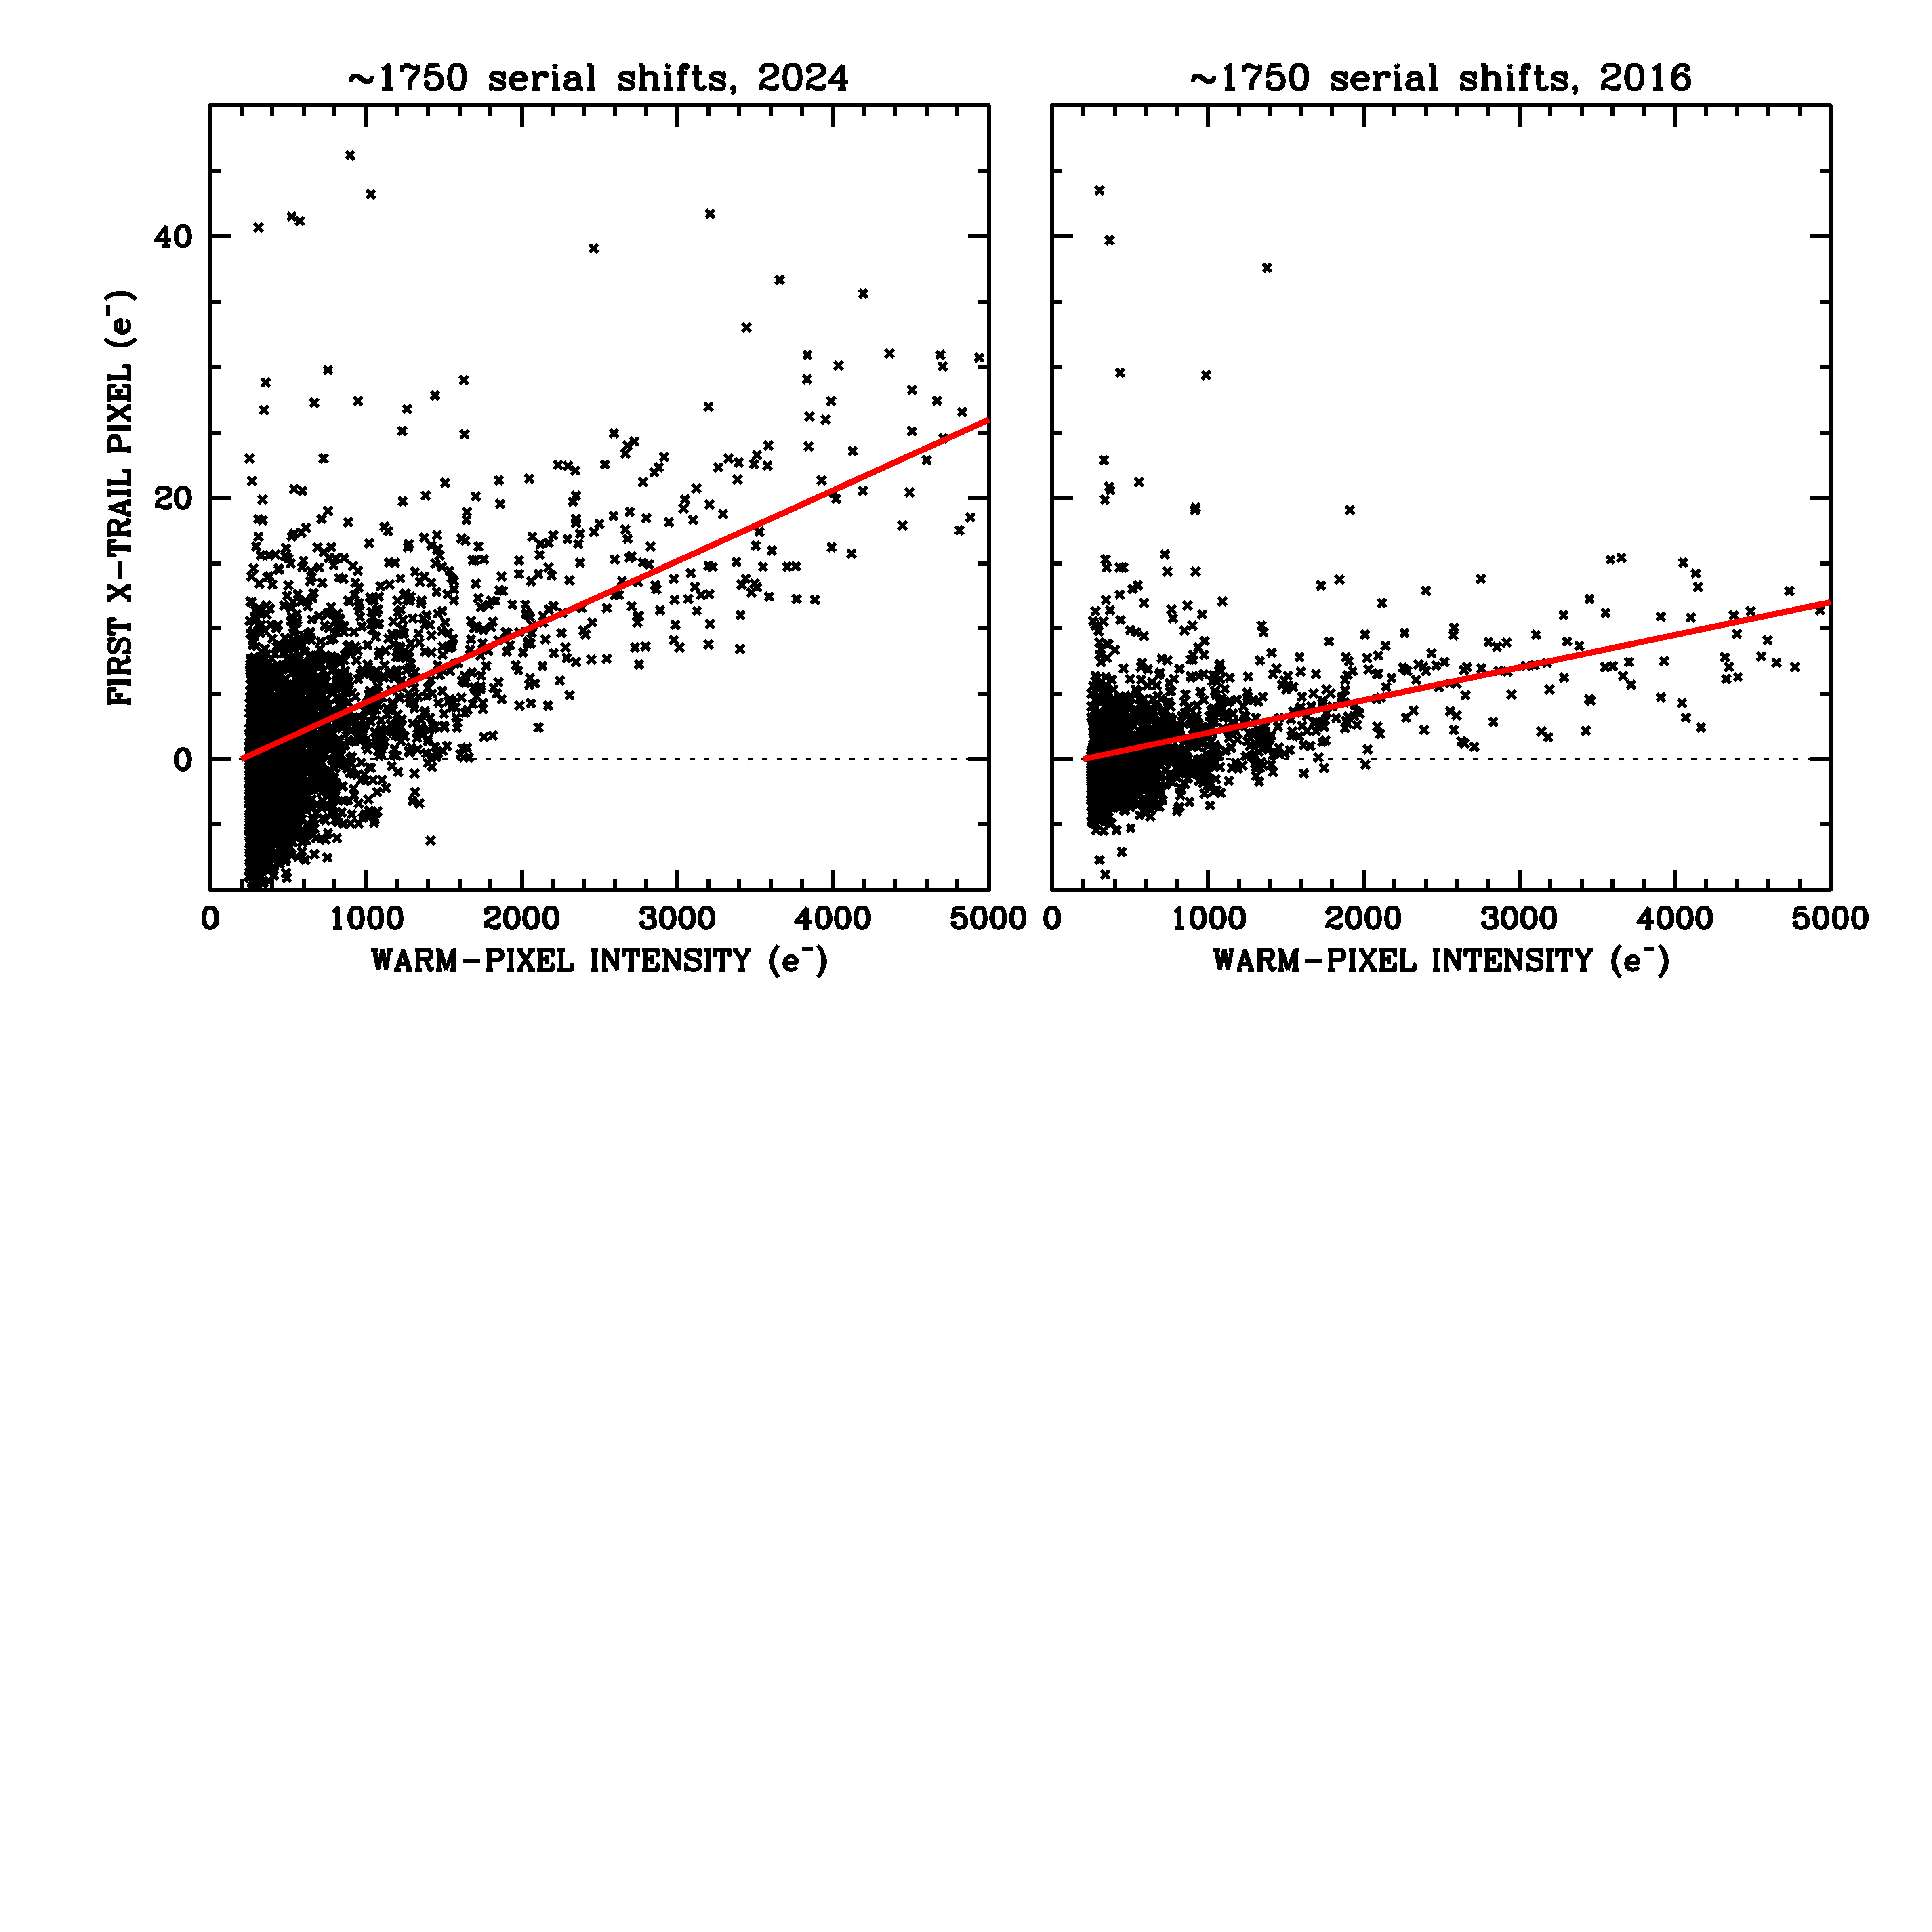 ~1750 serial shifts, 2024
~1750 serial shifts, 2016
FIRST X-TRAIL PIXEL (e⁻)
40
20
0
0 1000 2000 3000 4000 5000
0 1000 2000 3000 4000 5000
WARM-PIXEL INTENSITY (e⁻)
WARM-PIXEL INTENSITY (e⁻)